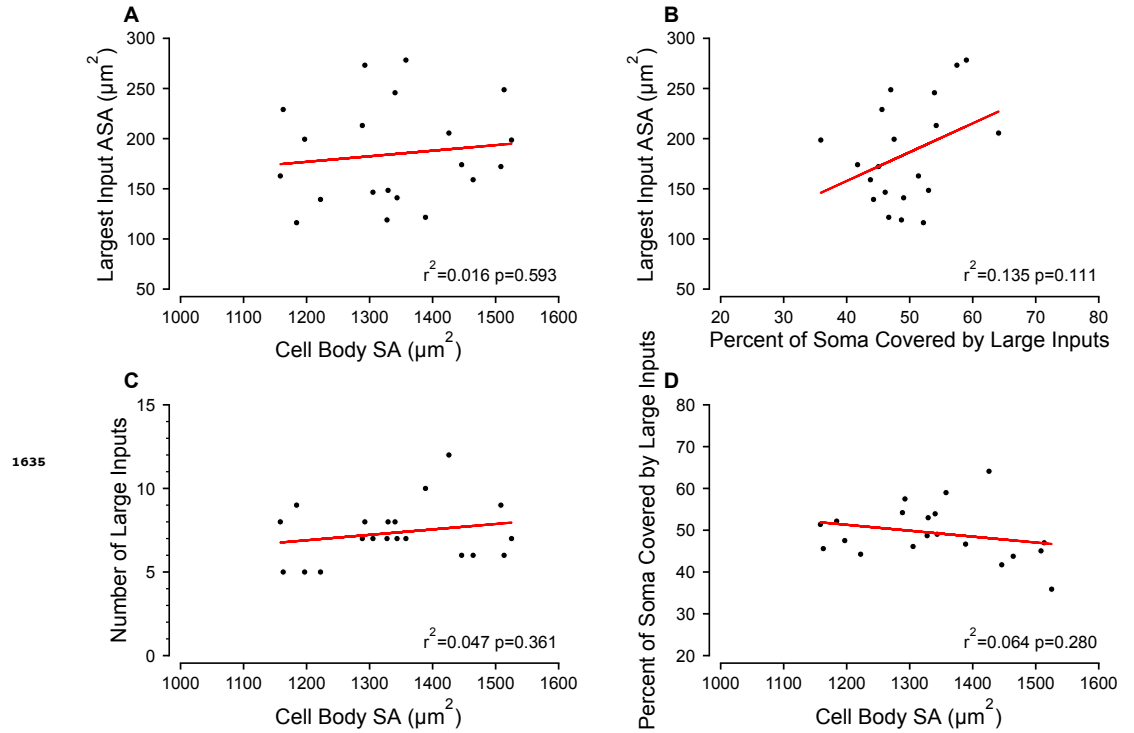 A
Largest Input ASA (µm²)
300
250
200
150
100
50
r²=0.016 p=0.593
1000 1100 1200 1300 1400 1500 1600
Cell Body SA (µm²)
B
Largest Input ASA (µm²)
300
250
200
150
100
50
r²=0.135 p=0.111
20 30 40 50 60 70 80
Percent of Soma Covered by Large Inputs
1635
C
Number of Large Inputs
15
10
5
0
r²=0.047 p=0.361
1000 1100 1200 1300 1400 1500 1600
Cell Body SA (µm²)
D
Percent of Soma Covered by Large Inputs
80
70
60
50
40
30
20
r²=0.064 p=0.280
1000 1100 1200 1300 1400 1500 1600
Cell Body SA (µm²)